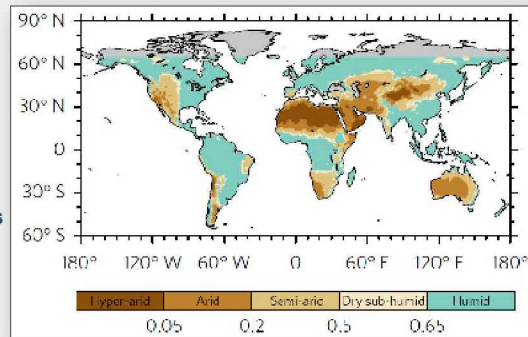 90° N
60° N
30° N
0
30° S
60° S
180° 120° W 60° W 0 60° E 120° E 180°
Hyper-arid Arid Semi-arid Dry sub-humid Humid
0.05 0.2 0.5 0.65
s